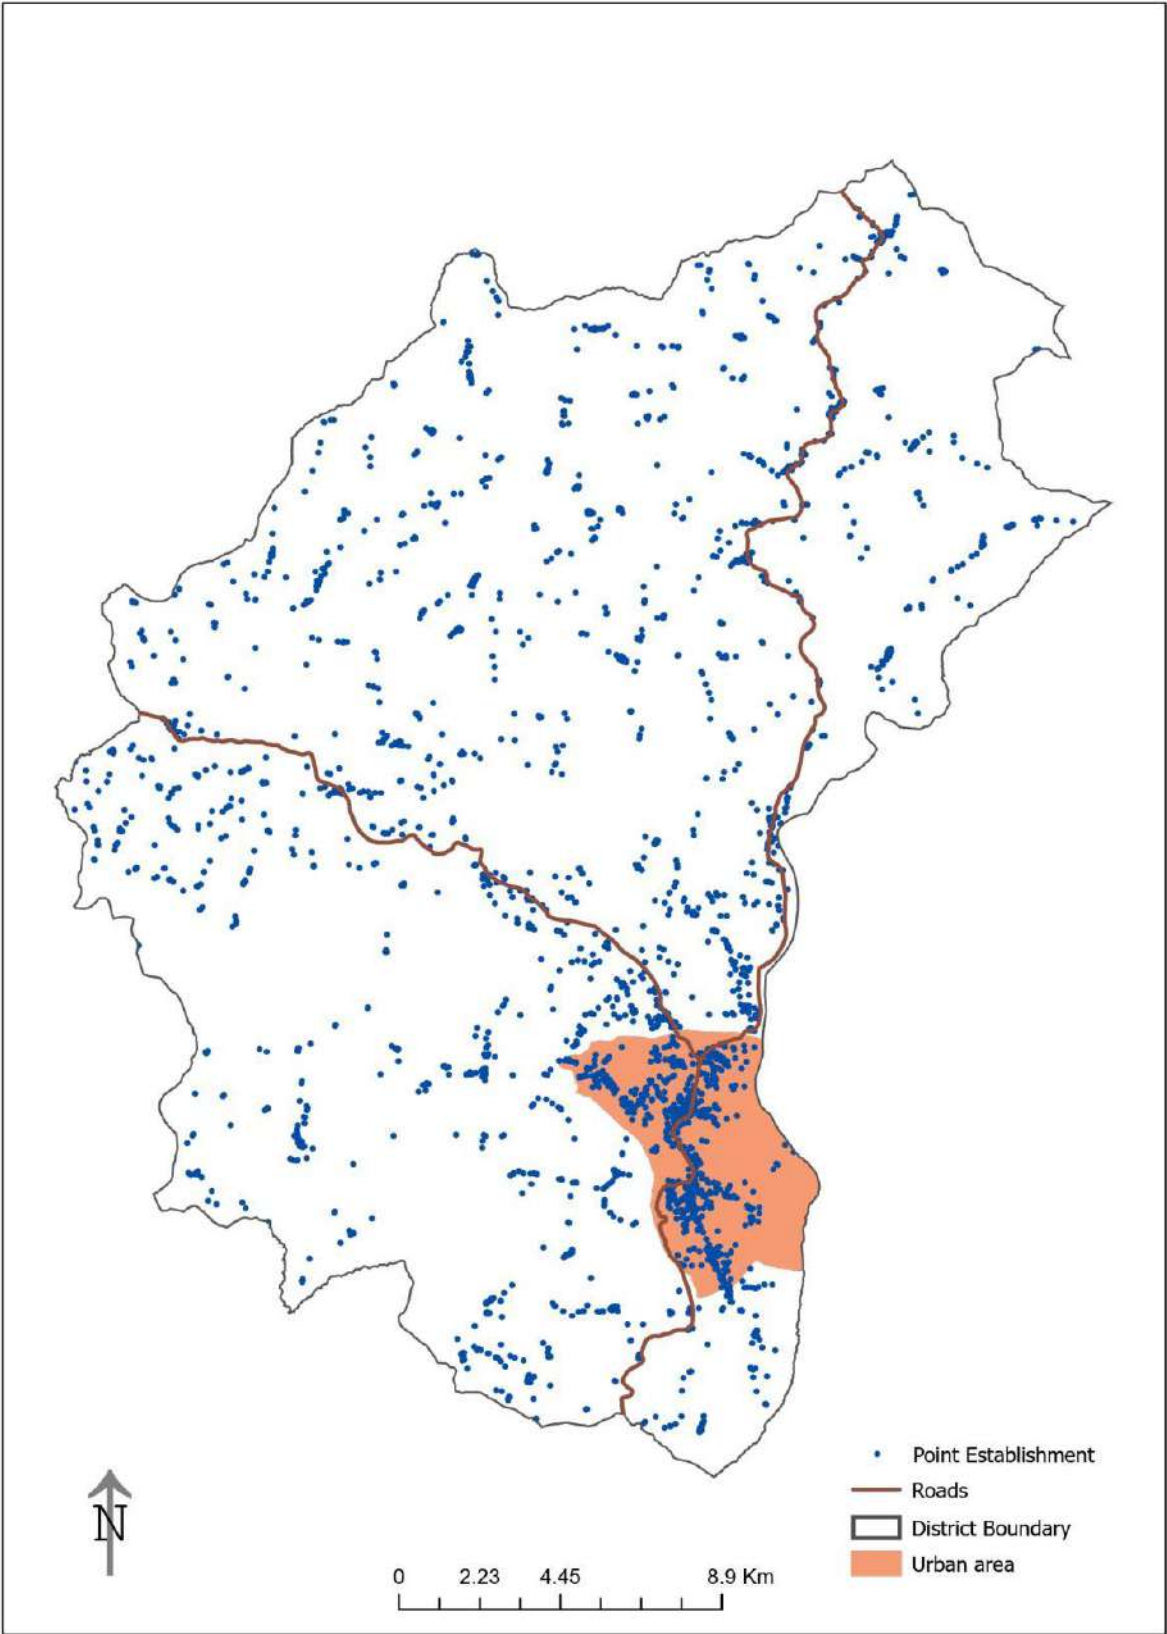 Point Establishment
Roads
District Boundary
Urban area
N
0 2.23 4.45 8.9 Km